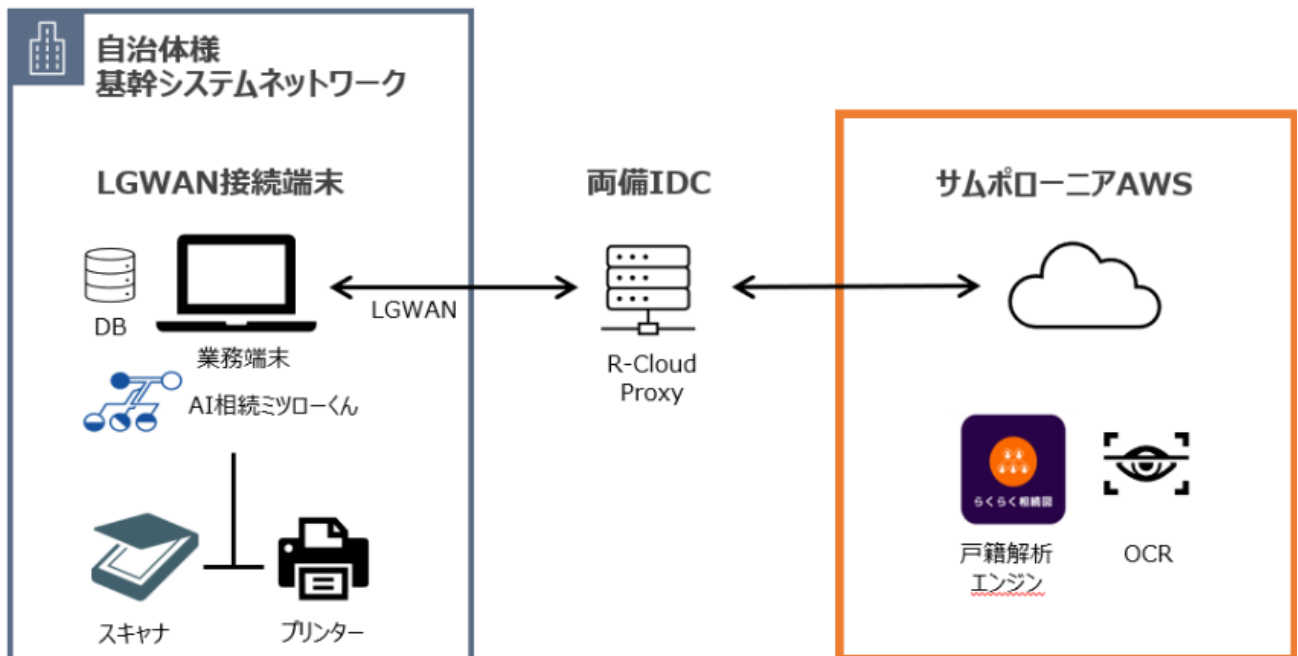 自治体様
基幹システムネットワーク
LGWAN接続端末
両備IDC
サムポローニアAWS
DB
業務端末
LGWAN
AI相続ミツローくん
R-Cloud
Proxy
らくらく相続図
戸籍解析
エンジン
OCR
スキャナ
プリンター